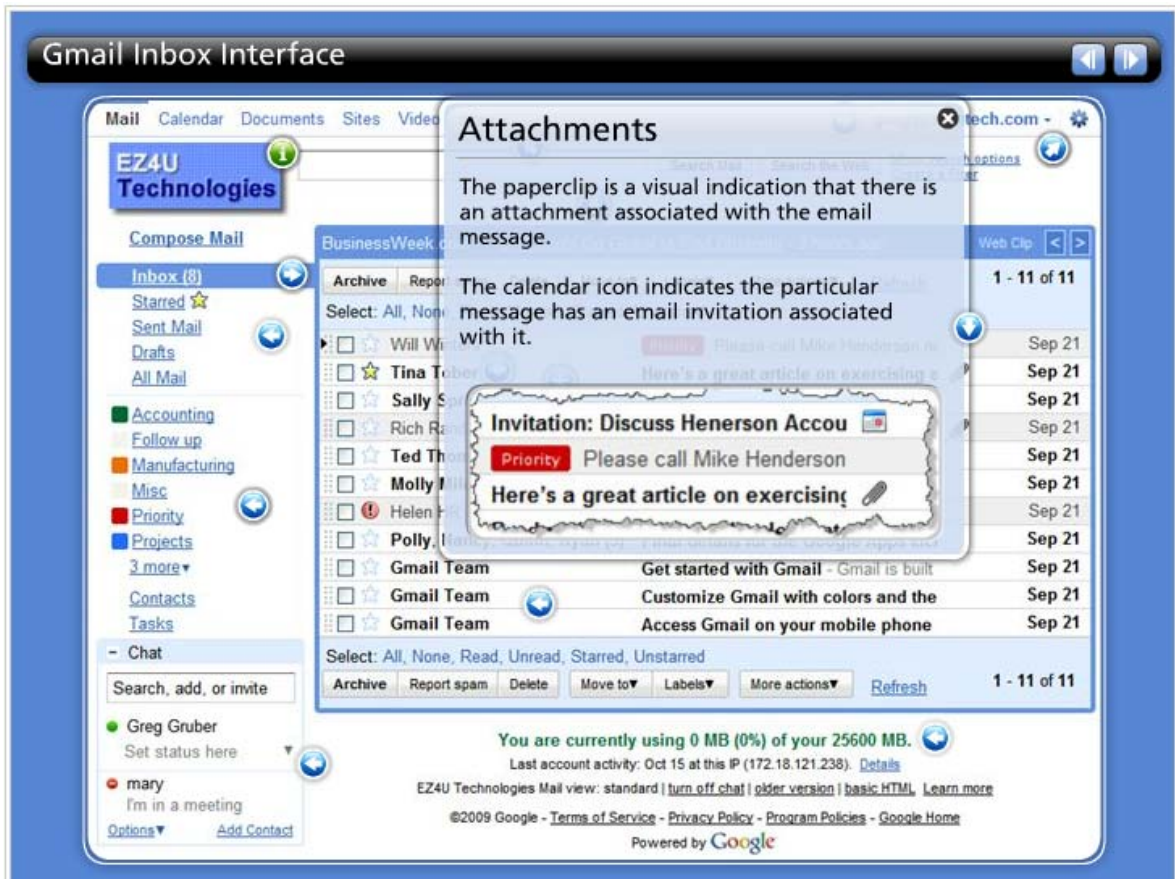 Gmail Inbox Interface
Mail Calendar Documents Sites Video
tech.com
EZ4U
Technologies
Search Mail Search the Web
options
Compose Mail
Inbox (8)
Starred
Sent Mail
Drafts
All Mail
Accounting
Follow up
Manufacturing
Misc
Priority
Projects
3 more
Contacts
Tasks
- Chat
Search, add, or invite
Greg Gruber
Set status here
mary
I'm in a meeting
Options Add Contact
Attachments
The paperclip is a visual indication that there is
an attachment associated with the email
message.
The calendar icon indicates the particular
message has an email invitation associated
with it.
Invitation: Discuss Henerson Accou
Priority Please call Mike Henderson
Here's a great article on exercising
Web Clip < >
Archive 1 - 11 of 11
Select: All,
Will Sep 21
Tina Here's a great article on exercising Sep 21
Sally Sep 21
Rich Sep 21
Ted Sep 21
Molly Sep 21
Helen Sep 21
Polly, Sep 21
Gmail Team Get started with Gmail - Gmail is built Sep 21
Gmail Team Customize Gmail with colors and the Sep 21
Gmail Team Access Gmail on your mobile phone Sep 21
Select: All, None, Read, Unread, Starred, Unstarred
Archive Report spam Delete Move to Labels More actions Refresh 1 - 11 of 11
You are currently using 0 MB (0%) of your 25600 MB.
Last account activity: Oct 15 at this IP (172.18.121.238). Details
EZ4U Technologies Mail view: standard | turn off chat | older version | basic HTML Learn more
©2009 Google - Terms of Service - Privacy Policy - Program Policies - Google Home
Powered by Google